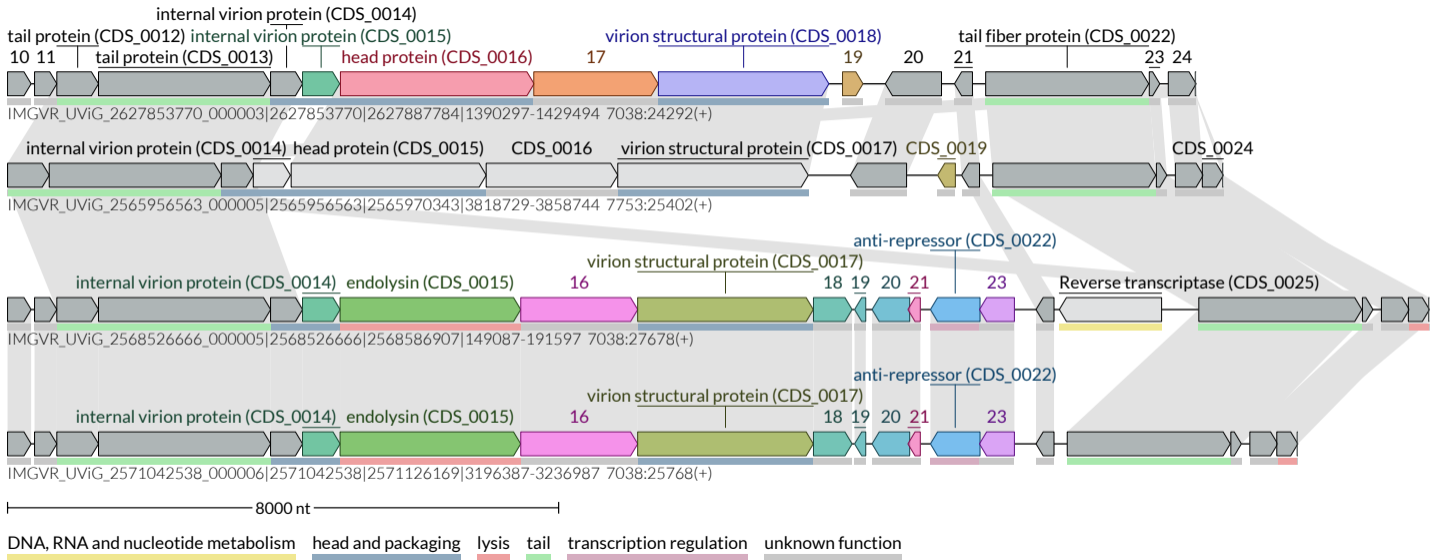 internal virion protein (CDS_0014)
tail protein (CDS_0012) internal virion protein (CDS_0015) virion structural protein (CDS_0018) tail fiber protein (CDS_0022)
10 11 tail protein (CDS_0013) head protein (CDS_0016) 17 19 20 21 23 24
IMGVR_UViG_2627853770_000003|2627853770|2627887784|1390297-1429494 7038:24292(+)
internal virion protein (CDS_0014) head protein (CDS_0015) CDS_0016 virion structural protein (CDS_0017) CDS_0019 CDS_0024
IMGVR_UViG_2565956563_000005|2565956563|2565970343|3818729-3858744 7753:25402(+)
anti-repressor (CDS_0022)
virion structural protein (CDS_0017)
internal virion protein (CDS_0014) endolysin (CDS_0015) 16 18 19 20 21 23 Reverse transcriptase (CDS_0025)
IMGVR_UViG_2568526666_000005|2568526666|2568586907|149087-191597 7038:27678(+)
anti-repressor (CDS_0022)
virion structural protein (CDS_0017)
internal virion protein (CDS_0014) endolysin (CDS_0015) 16 18 19 20 21 23
IMGVR_UViG_2571042538_000006|2571042538|2571126169|3196387-3236987 7038:25768(+)
8000 nt
DNA, RNA and nucleotide metabolism head and packaging lysis tail transcription regulation unknown function